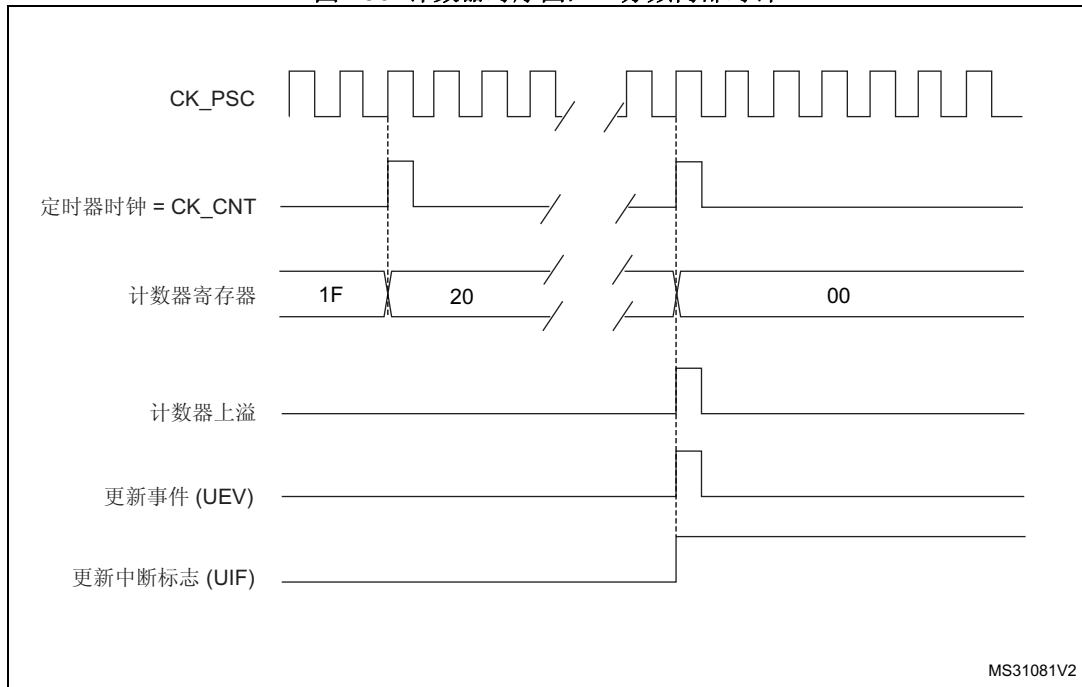 CK_PSC
定时器时钟 = CK_CNT
计数器寄存器 1F 20 00
计数器上溢
更新事件 (UEV)
更新中断标志 (UIF)
MS31081V2